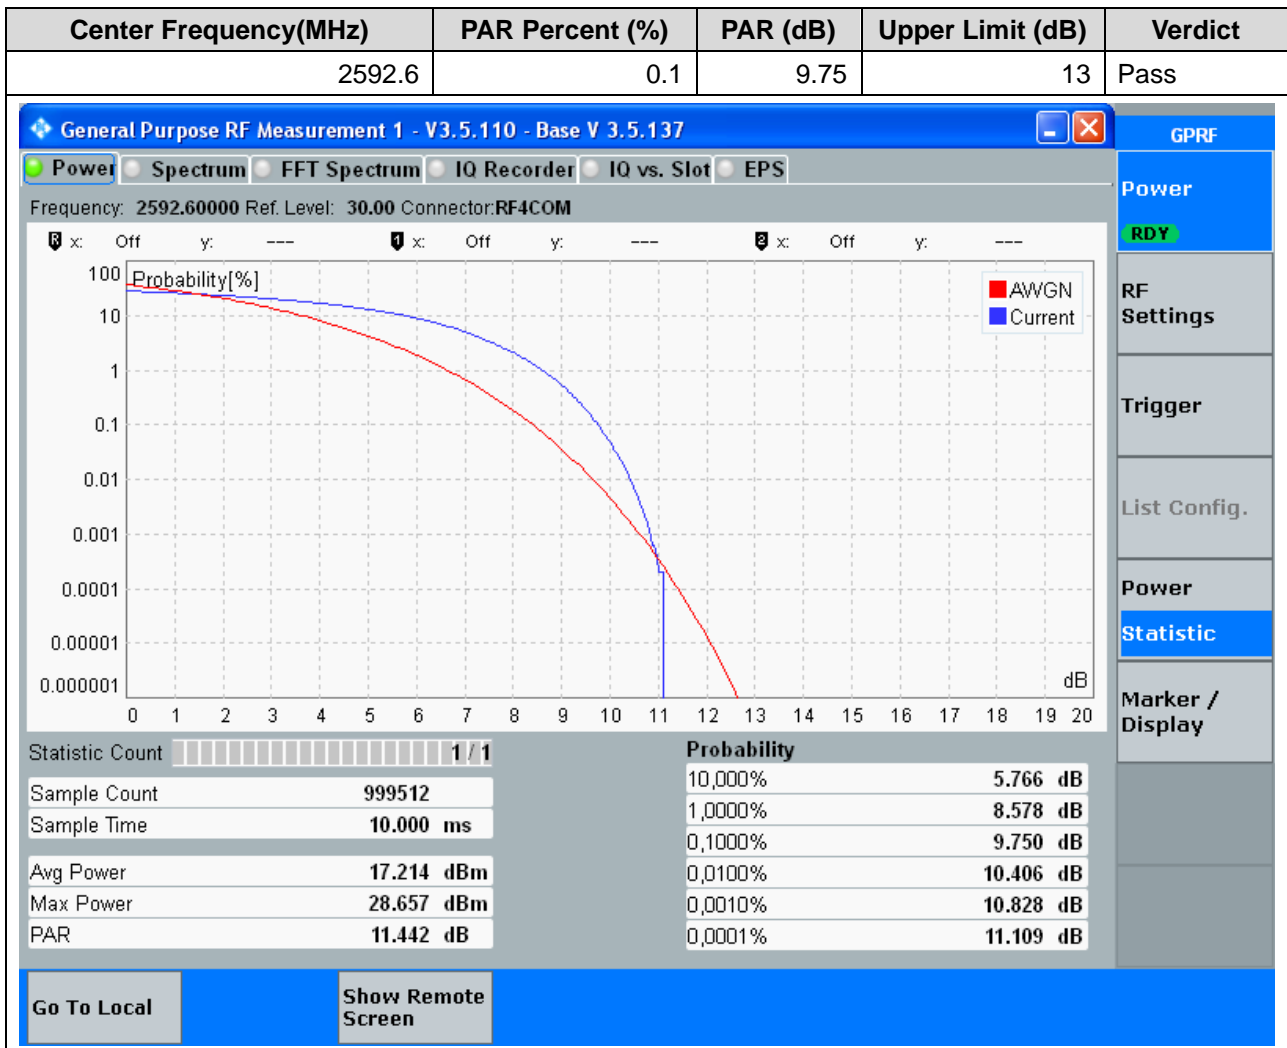 Center Frequency(MHz) PAR Percent (%) PAR (dB) Upper Limit (dB) Verdict
2592.6 0.1 9.75 13 Pass
General Purpose RF Measurement 1 - V3.5.110 - Base V 3.5.137
GPRF
Power Spectrum FFT Spectrum IQ Recorder IQ vs. Slot EPS
Frequency: 2592.60000 Ref. Level: 30.00 Connector:RF4COM
R x: Off y: --- 1 x: Off y: --- 2 x: Off y: ---
Probability[%]
100
10
1
0.1
0.01
0.001
0.0001
0.00001
0.000001
AWGN
Current
dB
0 1 2 3 4 5 6 7 8 9 10 11 12 13 14 15 16 17 18 19 20
Statistic Count 1 / 1
Sample Count 999512
Sample Time 10.000 ms
Avg Power 17.214 dBm
Max Power 28.657 dBm
PAR 11.442 dB
Probability
10,000% 5.766 dB
1,0000% 8.578 dB
0,1000% 9.750 dB
0,0100% 10.406 dB
0,0010% 10.828 dB
0,0001% 11.109 dB
Power
RDY
RF
Settings
Trigger
List Config.
Power
Statistic
Marker /
Display
Go To Local
Show Remote
Screen